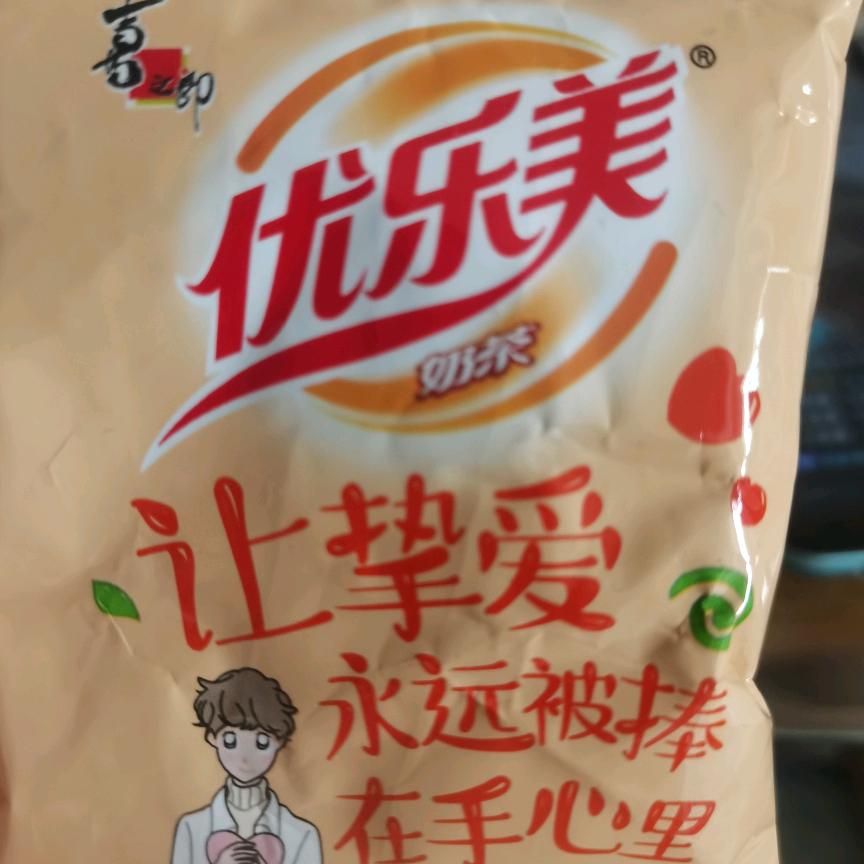 喜之郎
优乐美®
奶茶
让挚爱
永远被捧
在手心里